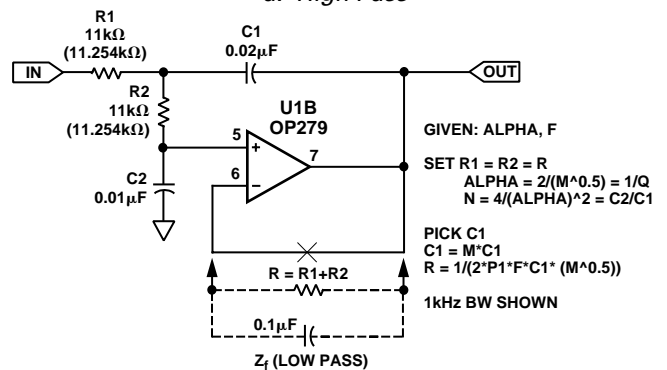 a. High Pass
R1
11kΩ
(11.254kΩ)
C1
0.02μF
IN
OUT
R2
11kΩ
(11.254kΩ)
U1B
OP279
5
6
7
+
−
C2
0.01μF
GIVEN: ALPHA, F
SET R1 = R2 = R
ALPHA = 2/(M^0.5) = 1/Q
N = 4/(ALPHA)^2 = C2/C1
PICK C1
C1 = M*C1
R = 1/(2*P1*F*C1* (M^0.5))
1kHz BW SHOWN
R = R1+R2
0.1μF
Zf (LOW PASS)